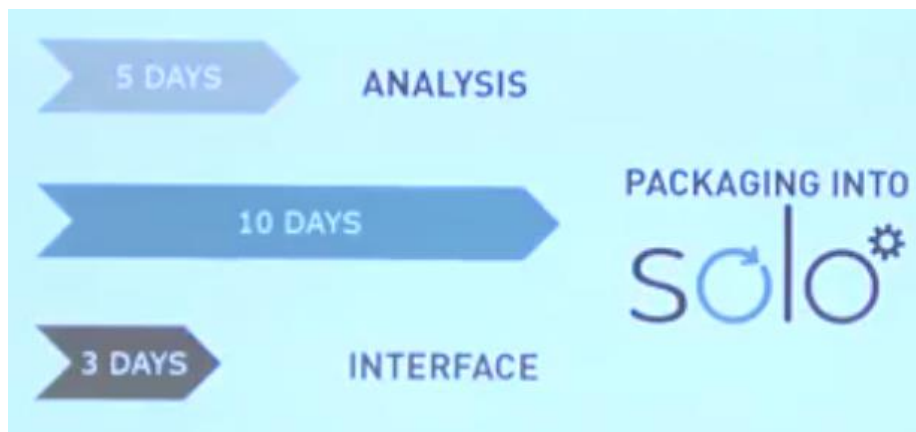 5 DAYS
ANALYSIS
10 DAYS
PACKAGING INTO
solo
3 DAYS
INTERFACE